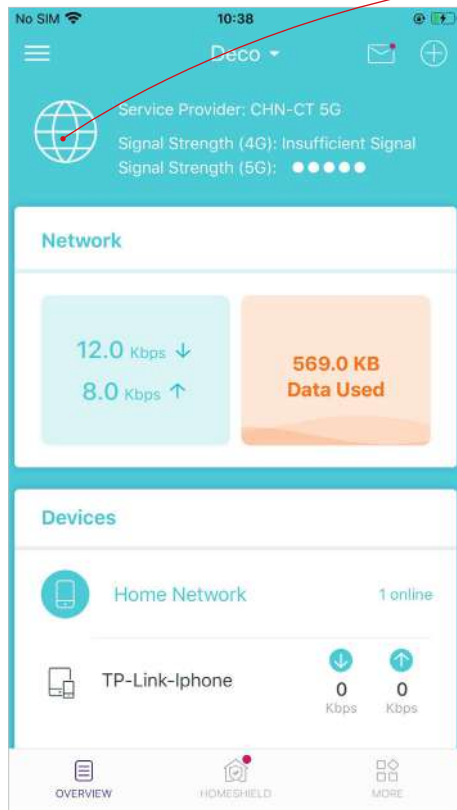 No SIM 10:38
Deco
Service Provider: CHN-CT 5G
Signal Strength (4G): Insufficient Signal
Signal Strength (5G):
Network
12.0 Kbps ↓
8.0 Kbps ↑
569.0 KB
Data Used
Devices
Home Network 1 online
TP-Link-Iphone
0 0
Kbps Kbps
OVERVIEW HOMESHIELD MORE